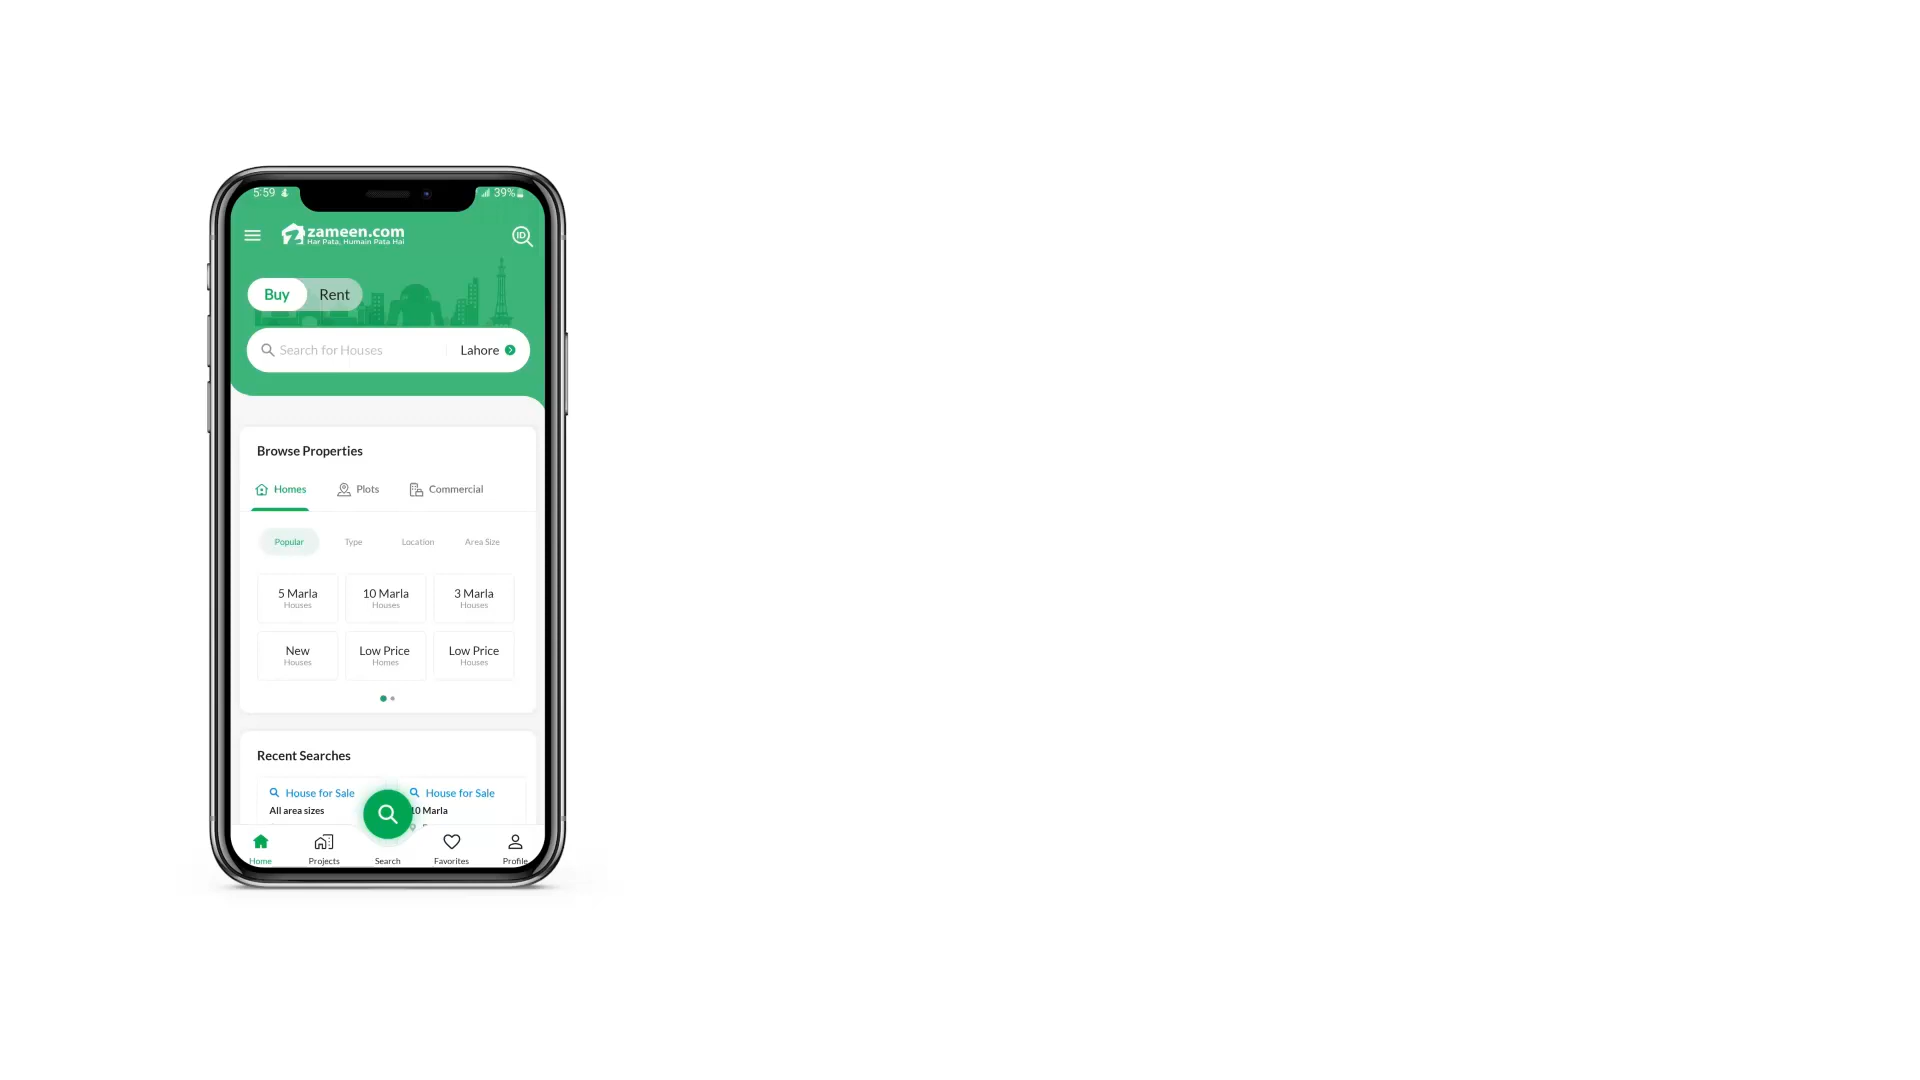 5:59
39%
zameen.com
Har Pata, Humain Pata Hai
ID
Buy
Rent
Search for Houses
Lahore
Browse Properties
Homes
Plots
Commercial
Popular
Type
Location
Area Size
5 Marla
Houses
10 Marla
Houses
3 Marla
Houses
New
Houses
Low Price
Homes
Low Price
Houses
Recent Searches
House for Sale
All area sizes
House for Sale
10 Marla
Home
Projects
Search
Favorites
Profile